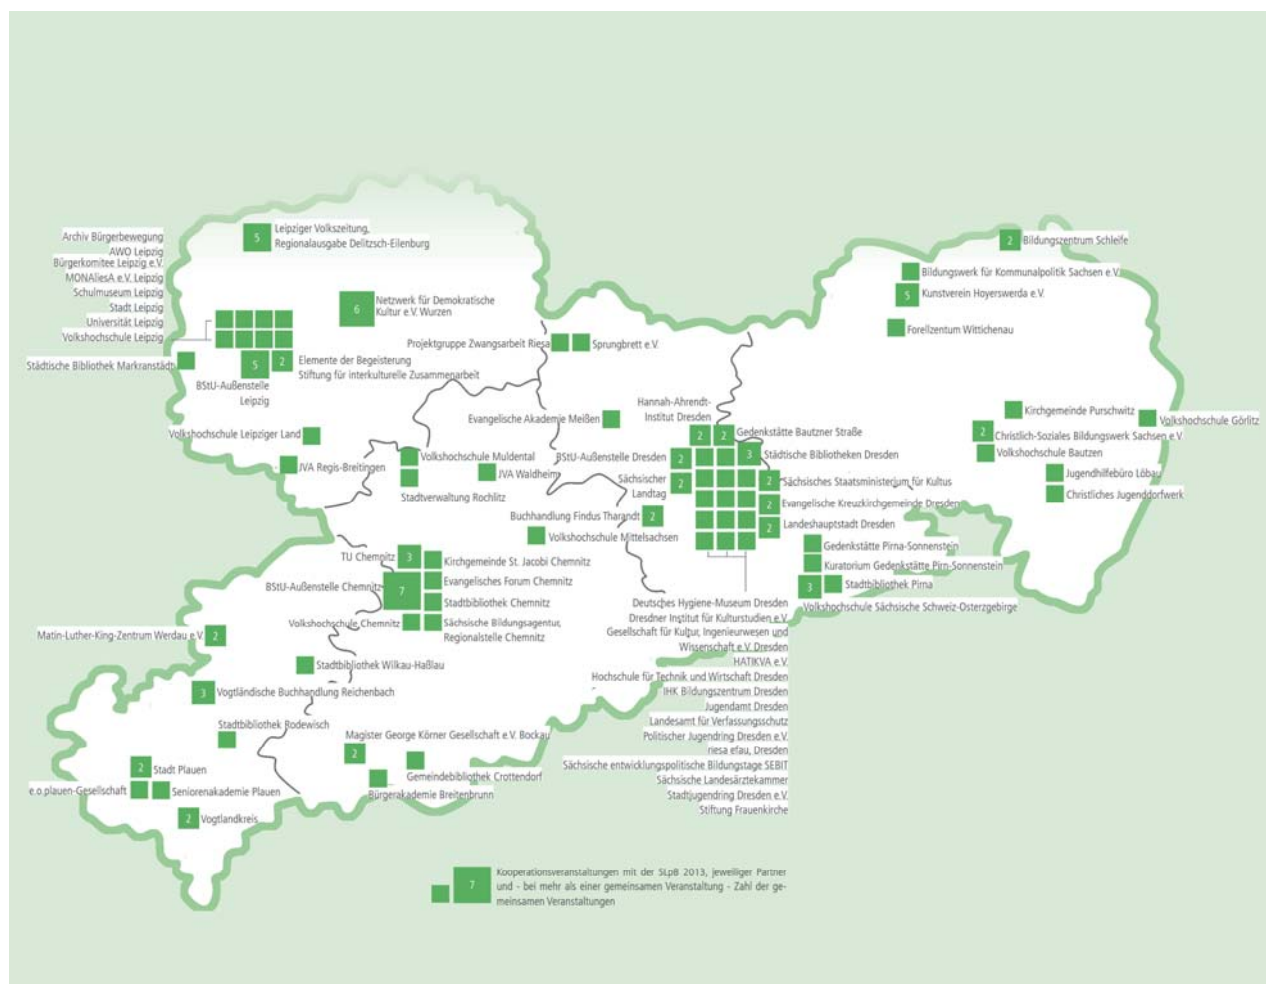 Leipziger Volkszeitung,
Regionalausgabe Delitzsch-Eilenburg
5
Archiv Bürgerbewegung
AWO Leipzig
Bürgerkomitee Leipzig e.V.
MONAliesA e.V. Leipzig
Schulmuseum Leipzig
Stadt Leipzig
Universität Leipzig
Volkshochschule Leipzig
Städtische Bibliothek Markranstädt
6
Netzwerk für Demokratische
Kultur e.V. Wurzen
5
2
Elemente der Begeisterung
Stiftung für interkulturelle Zusammenarbeit
BStU-Außenstelle
Leipzig
Volkshochschule Leipziger Land
JVA Regis-Breitingen
Projektgruppe Zwangsarbeit Riesa
Sprungbrett e.V.
Evangelische Akademie Meißen
Volkshochschule Muldental
Stadtverwaltung Rochlitz
JVA Waldheim
2
Bildungszentrum Schleife
Bildungswerk für Kommunalpolitik Sachsen e.V.
5
Kunstverein Hoyerswerda e.V.
Forellzentum Wittichenau
Kirchgemeinde Purschwitz
Volkshochschule Görlitz
2
Christlich-Soziales Bildungswerk Sachsen e.V.
Volkshochschule Bautzen
Jugendhilfebüro Löbau
Christliches Jugenddorfwerk
Hannah-Ahrendt-
Institut Dresden
2
2
Gedenkstätte Bautzner Straße
BStU-Außenstelle Dresden
2
3
Städtische Bibliotheken Dresden
Sächsischer
Landtag
2
2
Sächsisches Staatsministerium für Kultus
2
Evangelische Kreuzkirchgemeinde Dresden
Buchhandlung Findus Tharandt
2
2
Landeshauptstadt Dresden
Volkshochschule Mittelsachsen
Gedenkstätte Pirna-Sonnenstein
Kuratorium Gedenkstätte Pirn-Sonnenstein
3
Stadtbibliothek Pirna
Volkshochschule Sächsische Schweiz-Osterzgebirge
TU Chemnitz
3
Kirchgemeinde St. Jacobi Chemnitz
BStU-Außenstelle Chemnitz
7
Evangelisches Forum Chemnitz
Stadtbibliothek Chemnitz
Volkshochschule Chemnitz
Sächsische Bildungsagentur,
Regionalstelle Chemnitz
Matin-Luther-King-Zentrum Werdau e.V.
2
Stadtbibliothek Wilkau-Haßlau
3
Vogtländische Buchhandlung Reichenbach
Stadtbibliothek Rodewisch
Magister George Körner Gesellschaft e.V. Bockau
2
Gemeindebibliothek Crottendorf
Bürgerakademie Breitenbrunn
2
Stadt Plauen
e.o.plauen-Gesellschaft
Seniorenakademie Plauen
2
Vogtlandkreis
Deutsches Hygiene-Museum Dresden
Dresdner Institut für Kulturstudien e.V.
Gesellschaft für Kultur, Ingenieurwesen und
Wissenschaft e.V. Dresden
HATIKVA e.V.
Hochschule für Technik und Wirtschaft Dresden
IHK Bildungszentrum Dresden
Jugendamt Dresden
Landesamt für Verfassungsschutz
Politischer Jugendring Dresden e.V.
riesa efau, Dresden
Sächsische entwicklungspolitische Bildungstage SEBIT
Sächsische Landesärztekammer
Stadtjugendring Dresden e.V.
Stiftung Frauenkirche
7
Kooperationsveranstaltungen mit der SLpB 2013, jeweiliger Partner
und - bei mehr als einer gemeinsamen Veranstaltung - Zahl der ge-
meinsamen Veranstaltungen